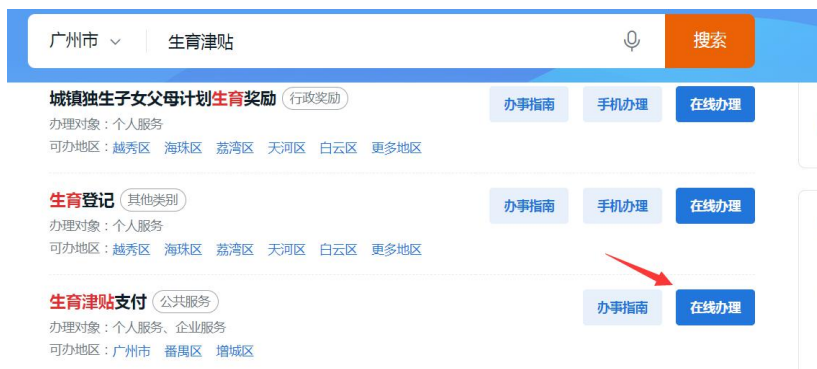 广州市 生育津贴 搜索
城镇独生子女父母计划生育奖励 行政奖励 办事指南 手机办理 在线办理
办理对象：个人服务
可办地区：越秀区 海珠区 荔湾区 天河区 白云区 更多地区
生育登记 其他类别 办事指南 手机办理 在线办理
办理对象：个人服务
可办地区：越秀区 海珠区 荔湾区 天河区 白云区 更多地区
生育津贴支付 公共服务 办事指南 在线办理
办理对象：个人服务、企业服务
可办地区：广州市 番禺区 增城区